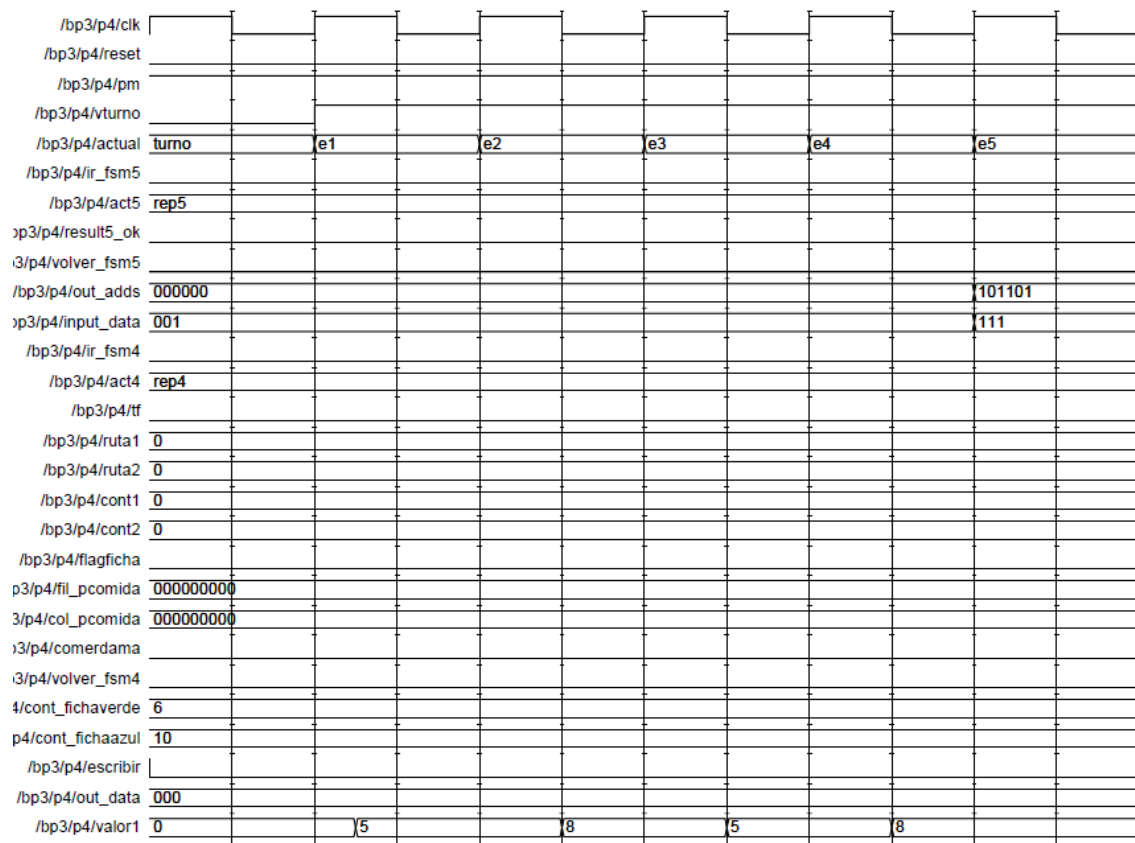 /bp3/p4/clk
/bp3/p4/reset
/bp3/p4/pm
/bp3/p4/vturno
/bp3/p4/actual turno e1 e2 e3 e4 e5
/bp3/p4/ir_fsm5
/bp3/p4/act5 rep5
bp3/p4/result5_ok
3/p4/volver_fsm5
/bp3/p4/out_adds 000000 101101
bp3/p4/input_data 001 111
/bp3/p4/ir_fsm4
/bp3/p4/act4 rep4
/bp3/p4/tf
/bp3/p4/ruta1 0
/bp3/p4/ruta2 0
/bp3/p4/cont1 0
/bp3/p4/cont2 0
/bp3/p4/flagficha
p3/p4/fil_pcomida 000000000
3/p4/col_pcomida 000000000
3/p4/comerdama
3/p4/volver_fsm4
4/cont_fichaverde 6
p4/cont_fichaazul 10
/bp3/p4/escribir
/bp3/p4/out_data 000
/bp3/p4/valor1 0 5 8 5 8